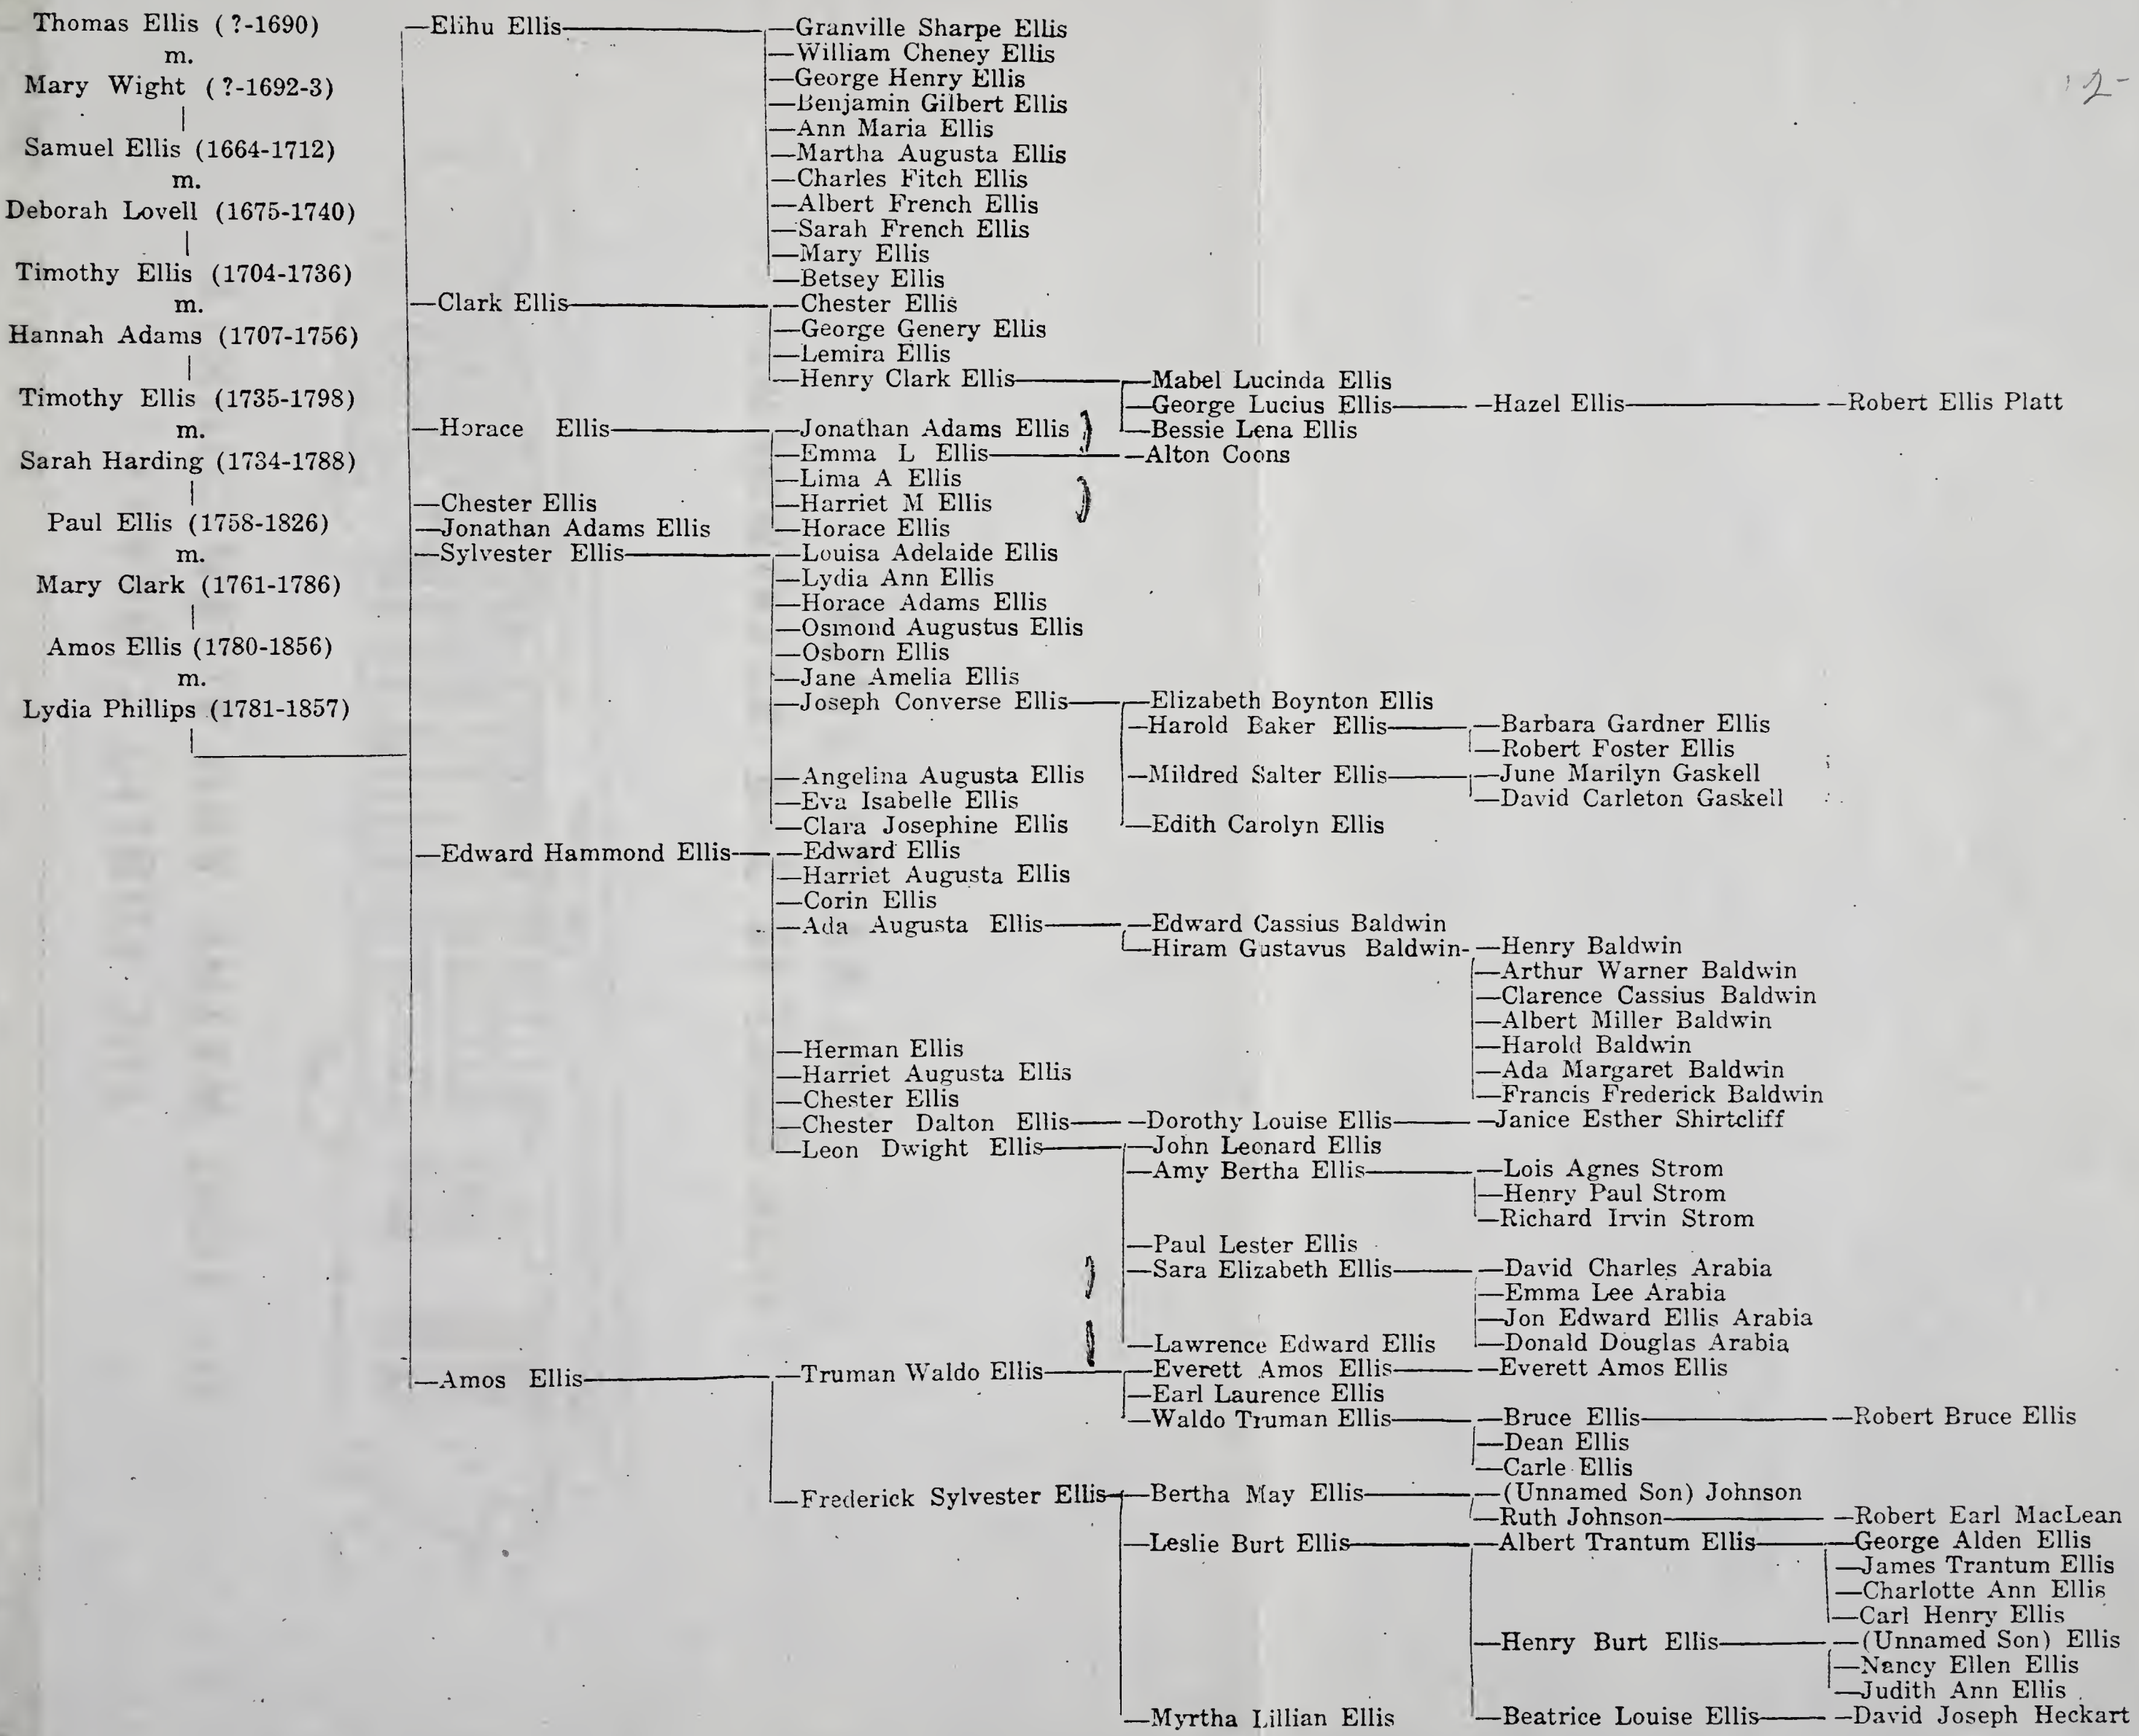 Thomas Ellis (?-1690)
m.
Mary Wight (?-1692-3)
Samuel Ellis (1664-1712)
m.
Deborah Lovell (1675-1740)
Timothy Ellis (1704-1736)
m.
Hannah Adams (1707-1756)
Timothy Ellis (1735-1798)
m.
Sarah Harding (1734-1788)
Paul Ellis (1758-1826)
m.
Mary Clark (1761-1786)
Amos Ellis (1780-1856)
m.
Lydia Phillips (1781-1857)
Elihu Ellis
Clark Ellis
Horace Ellis
Chester Ellis
Jonathan Adams Ellis
Sylvester Ellis
Edward Hammond Ellis
Amos Ellis
Granville Sharpe Ellis
William Cheney Ellis
George Henry Ellis
Benjamin Gilbert Ellis
Ann Maria Ellis
Martha Augusta Ellis
Charles Fitch Ellis
Albert French Ellis
Sarah French Ellis
Mary Ellis
Betsey Ellis
Chester Ellis
George Genery Ellis
Lemira Ellis
Henry Clark Ellis
Jonathan Adams Ellis
Emma L Ellis
Lima A Ellis
Harriet M Ellis
Horace Ellis
Louisa Adelaide Ellis
Lydia Ann Ellis
Horace Adams Ellis
Osmond Augustus Ellis
Osborn Ellis
Jane Amelia Ellis
Joseph Converse Ellis
Angelina Augusta Ellis
Eva Isabelle Ellis
Clara Josephine Ellis
Edward Ellis
Harriet Augusta Ellis
Corin Ellis
Ada Augusta Ellis
Herman Ellis
Harriet Augusta Ellis
Chester Ellis
Chester Dalton Ellis
Leon Dwight Ellis
Truman Waldo Ellis
Frederick Sylvester Ellis
Mabel Lucinda Ellis
George Lucius Ellis
Bessie Lena Ellis
Alton Coons
Elizabeth Boynton Ellis
Harold Baker Ellis
Mildred Salter Ellis
Edith Carolyn Ellis
Edward Cassius Baldwin
Hiram Gustavus Baldwin
Dorothy Louise Ellis
John Leonard Ellis
Amy Bertha Ellis
Paul Lester Ellis
Sara Elizabeth Ellis
Lawrence Edward Ellis
Everett Amos Ellis
Earl Laurence Ellis
Waldo Truman Ellis
Bertha May Ellis
Leslie Burt Ellis
Myrtha Lillian Ellis
Hazel Ellis
Barbara Gardner Ellis
Robert Foster Ellis
June Marilyn Gaskell
David Carleton Gaskell
Henry Baldwin
Arthur Warner Baldwin
Clarence Cassius Baldwin
Albert Miller Baldwin
Harold Baldwin
Ada Margaret Baldwin
Francis Frederick Baldwin
Janice Esther Shirtcliff
Lois Agnes Strom
Henry Paul Strom
Richard Irvin Strom
David Charles Arabia
Emma Lee Arabia
Jon Edward Ellis Arabia
Donald Douglas Arabia
Everett Amos Ellis
Bruce Ellis
Dean Ellis
Carle Ellis
(Unnamed Son) Johnson
Ruth Johnson
Albert Trantum Ellis
Henry Burt Ellis
Beatrice Louise Ellis
2-
Robert Ellis Platt
Robert Bruce Ellis
Robert Earl MacLean
George Alden Ellis
James Trantum Ellis
Charlotte Ann Ellis
Carl Henry Ellis
(Unnamed Son) Ellis
Nancy Ellen Ellis
Judith Ann Ellis
David Joseph Heckart